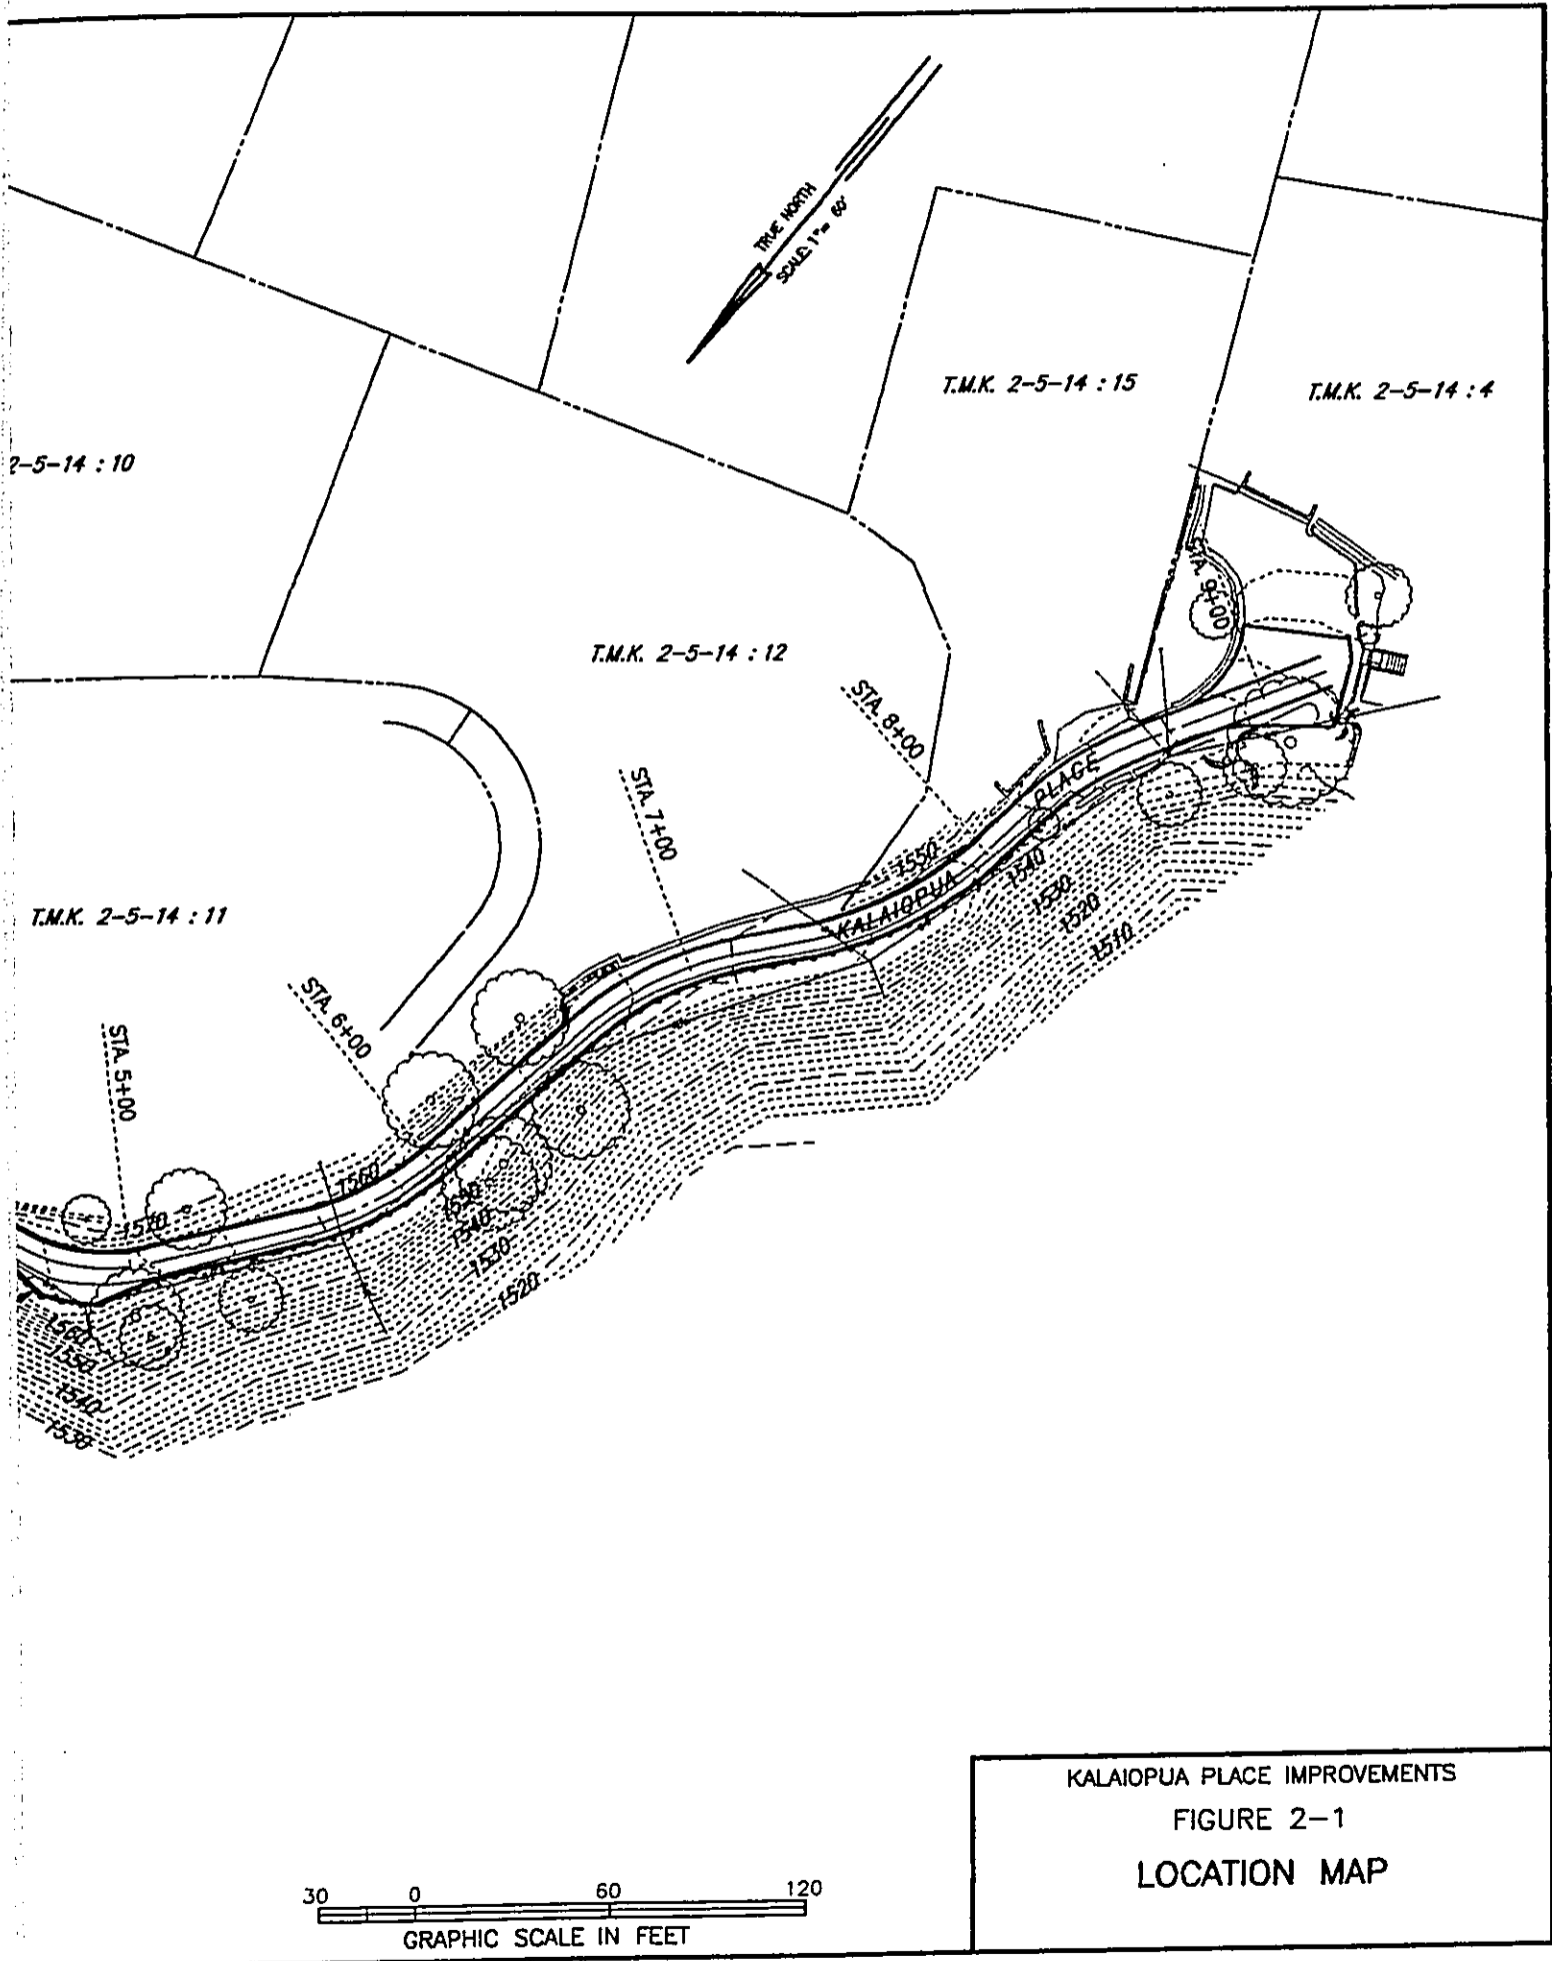 TRUE NORTH
SCALE: 1"= 60'
T.M.K. 2-5-14 : 15
T.M.K. 2-5-14 : 4
2-5-14 : 10
STA. 9+00
T.M.K. 2-5-14 : 12
STA. 8+00
STA. 7+00
KALAIOPUA PLACE
1550
1540
1530
1520
1510
T.M.K. 2-5-14 : 11
STA. 6+00
STA. 5+00
1560
1550
1540
1530
1520
1570
1560
1550
1540
1530
KALAIOPUA PLACE IMPROVEMENTS
FIGURE 2-1
LOCATION MAP
30 0 60 120
GRAPHIC SCALE IN FEET